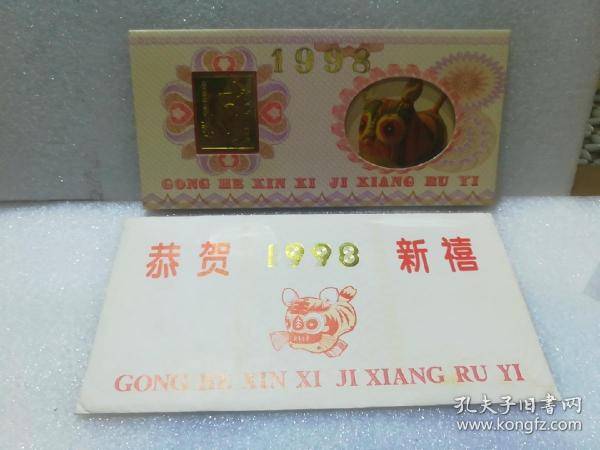 1998
GONG HE XIN XI JI XIANG RU YI
恭贺 1998 新禧
GONG HE XIN XI JI XIANG RU YI
孔夫子旧书网
www.kongfz.com